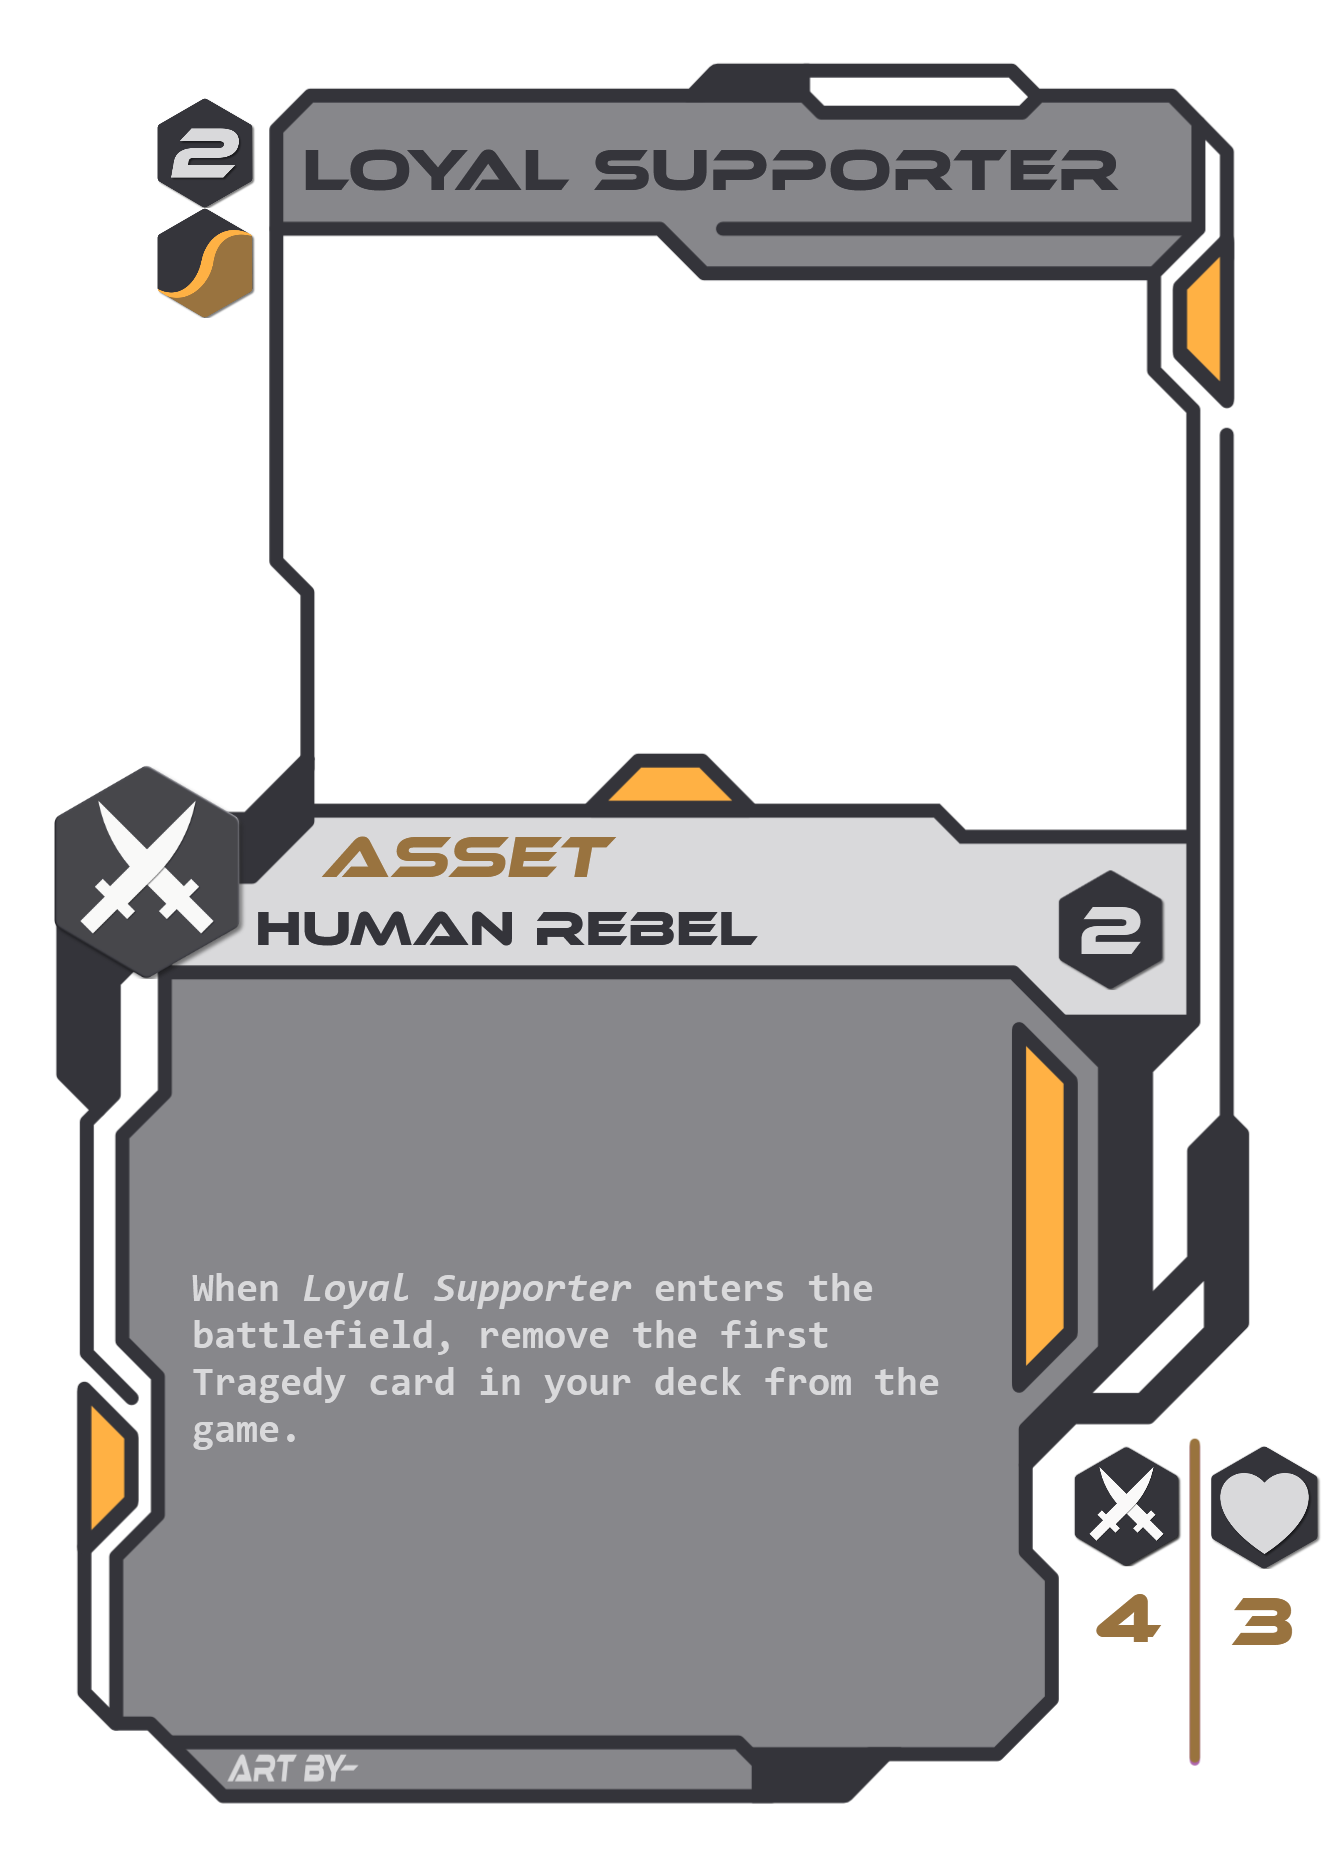 2
LOYAL SUPPORTER
ASSET
HUMAN REBEL
2
When Loyal Supporter enters the
battlefield, remove the first
Tragedy card in your deck from the
game.
4
3
ART BY-